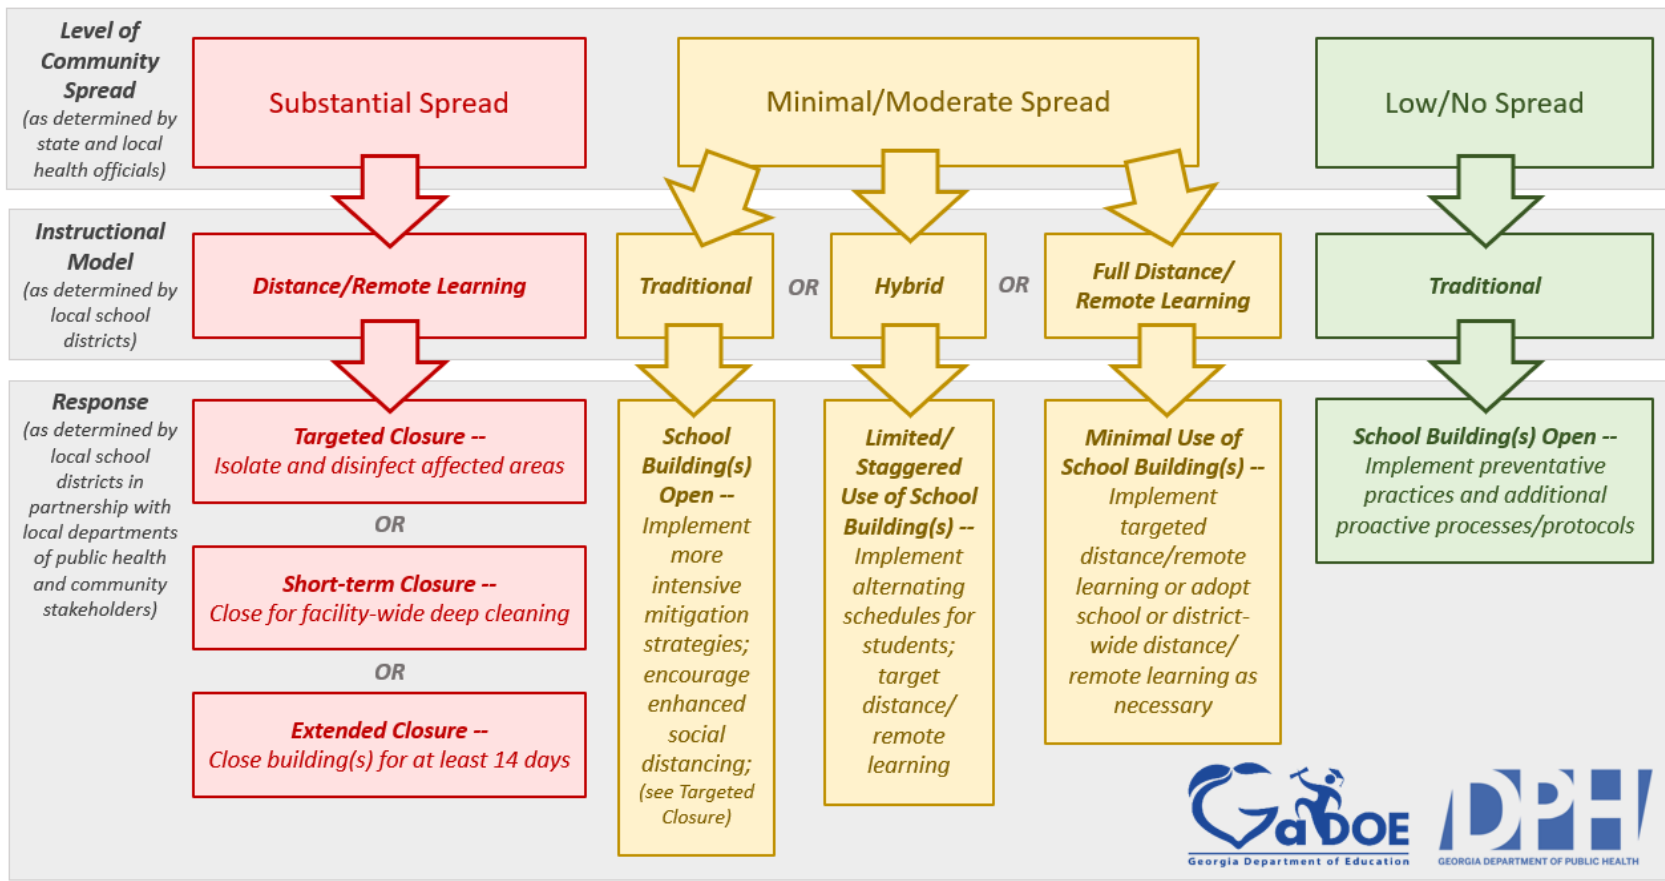 Level of
Community
Spread
(as determined by
state and local
health officials)
Substantial Spread
Minimal/Moderate Spread
Low/No Spread
Instructional
Model
(as determined by
local school
districts)
Distance/Remote Learning
Traditional
OR
Hybrid
OR
Full Distance/
Remote Learning
Traditional
Response
(as determined by
local school
districts in
partnership with
local departments
of public health
and community
stakeholders)
Targeted Closure --
Isolate and disinfect affected areas
OR
Short-term Closure --
Close for facility-wide deep cleaning
OR
Extended Closure --
Close building(s) for at least 14 days
School
Building(s)
Open --
Implement
more
intensive
mitigation
strategies;
encourage
enhanced
social
distancing;
(see Targeted
Closure)
Limited/
Staggered
Use of School
Building(s) --
Implement
alternating
schedules for
students;
target
distance/
remote
learning
Minimal Use of
School Building(s) --
Implement
targeted
distance/remote
learning or adopt
school or district-
wide distance/
remote learning as
necessary
School Building(s) Open --
Implement preventative
practices and additional
proactive processes/protocols
GaDOE
Georgia Department of Education
DPH
GEORGIA DEPARTMENT OF PUBLIC HEALTH